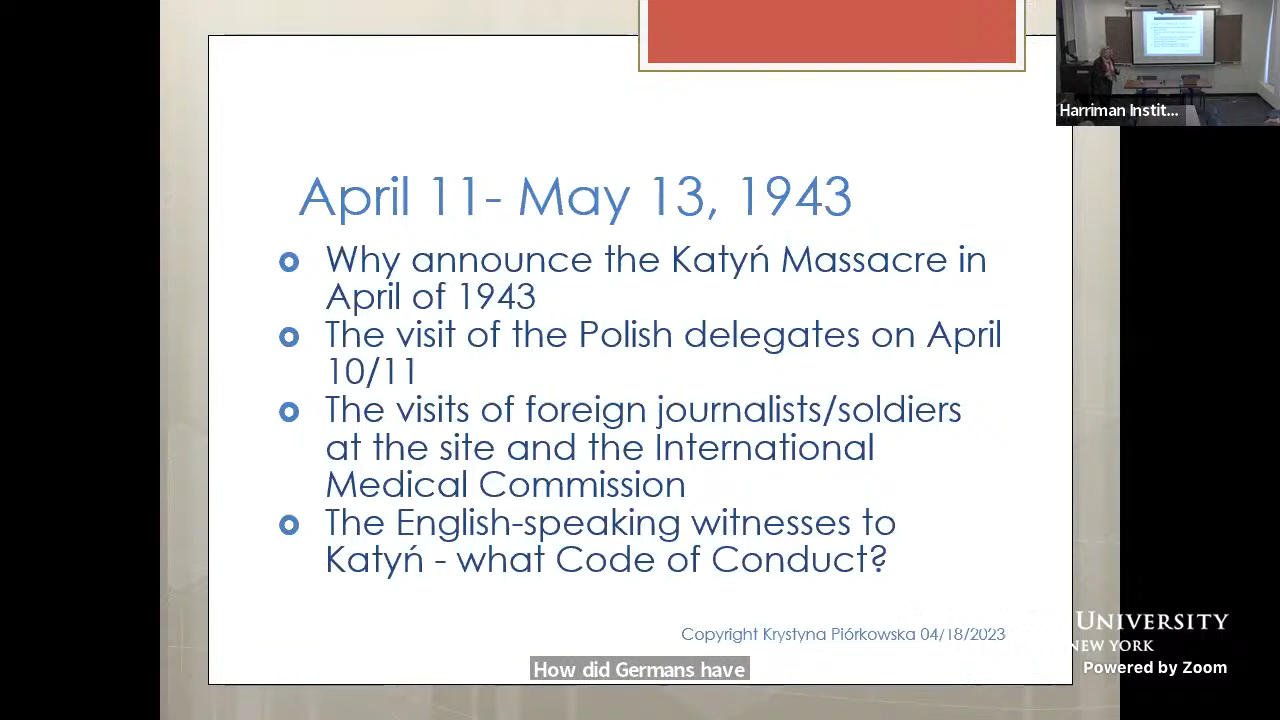 Harriman Instit...
April 11- May 13, 1943
Why announce the Katyń Massacre in
April of 1943
The visit of the Polish delegates on April
10/11
The visits of foreign journalists/soldiers
at the site and the International
Medical Commission
The English-speaking witnesses to
Katyń - what Code of Conduct?
Copyright Krystyna Piórkowska 04/18/2023
UNIVERSITY
NEW YORK
Powered by Zoom
How did Germans have